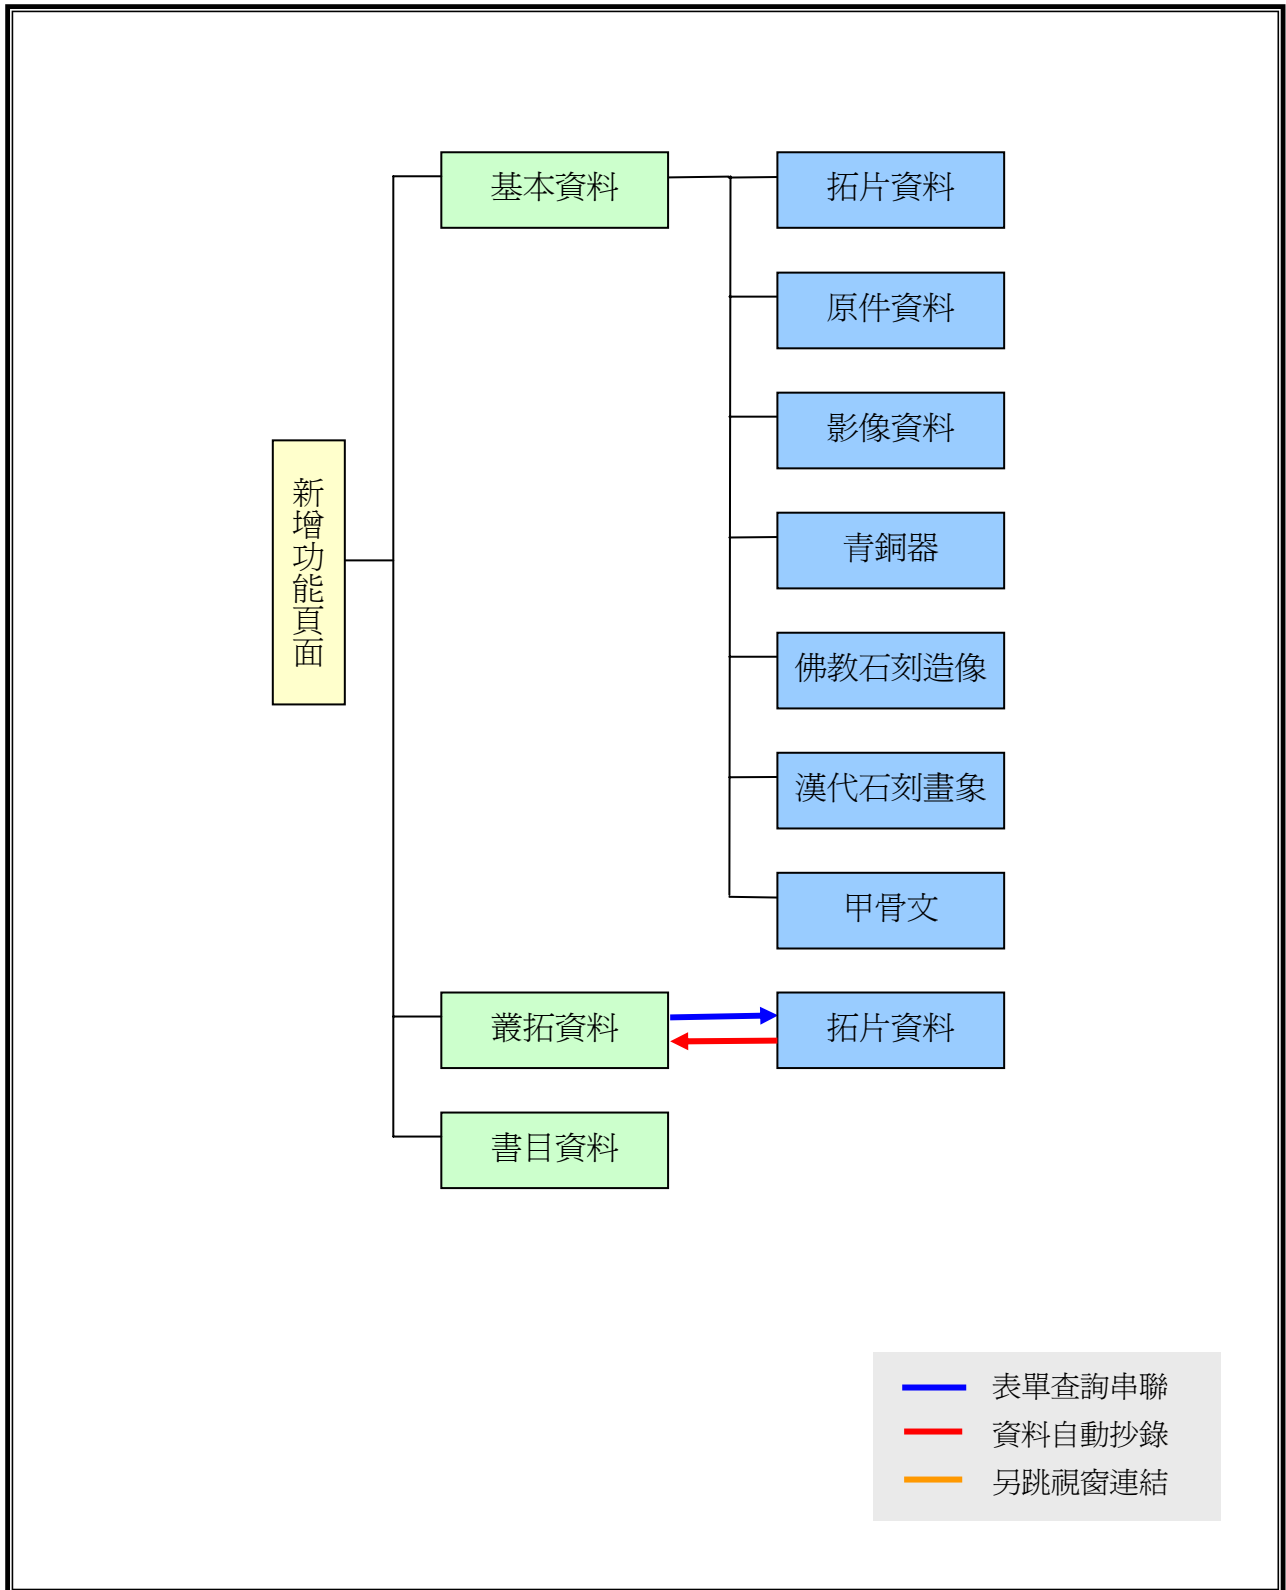 新增功能頁面
基本資料
拓片資料
原件資料
影像資料
青銅器
佛教石刻造像
漢代石刻畫象
甲骨文
叢拓資料
拓片資料
書目資料
表單查詢串聯
資料自動抄錄
另跳視窗連結